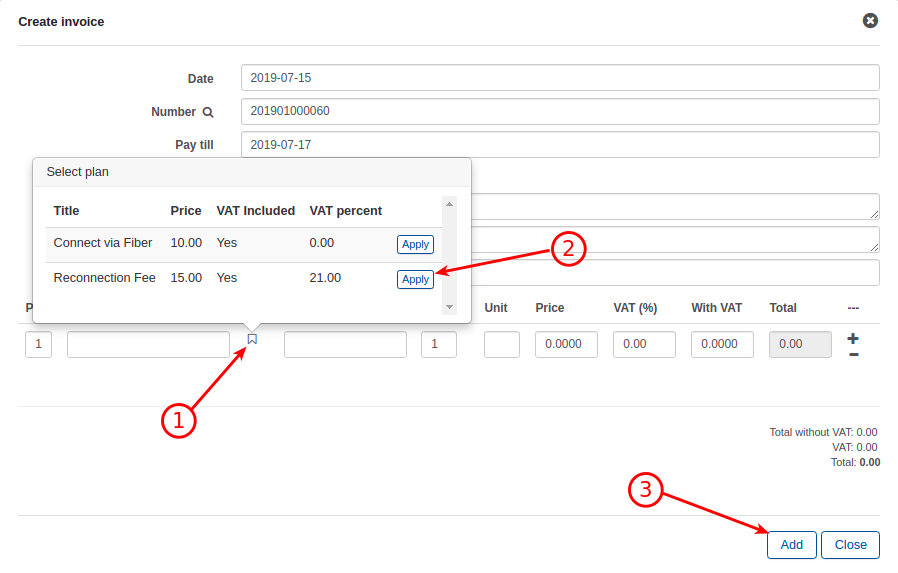 Create invoice
Date 2019-07-15
Number 201901000060
Pay till 2019-07-17
Select plan
Title Price VAT Included VAT percent
Connect via Fiber 10.00 Yes 0.00 Apply
Reconnection Fee 15.00 Yes 21.00 Apply
2
P Unit Price VAT (%) With VAT Total ---
1 1 0.0000 0.00 0.0000 0.00
1
Total without VAT: 0.00
VAT: 0.00
Total: 0.00
3
Add Close